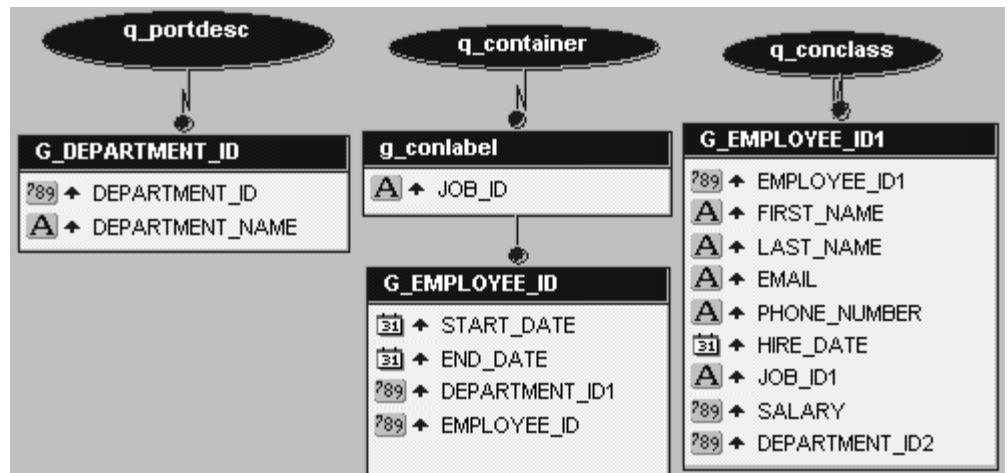 q_portdesc
G_DEPARTMENT_ID
789 DEPARTMENT_ID
A DEPARTMENT_NAME
q_container
g_conlabel
A JOB_ID
G_EMPLOYEE_ID
31 START_DATE
31 END_DATE
789 DEPARTMENT_ID1
789 EMPLOYEE_ID
q_conclass
G_EMPLOYEE_ID1
789 EMPLOYEE_ID1
A FIRST_NAME
A LAST_NAME
A EMAIL
A PHONE_NUMBER
31 HIRE_DATE
A JOB_ID1
789 SALARY
789 DEPARTMENT_ID2